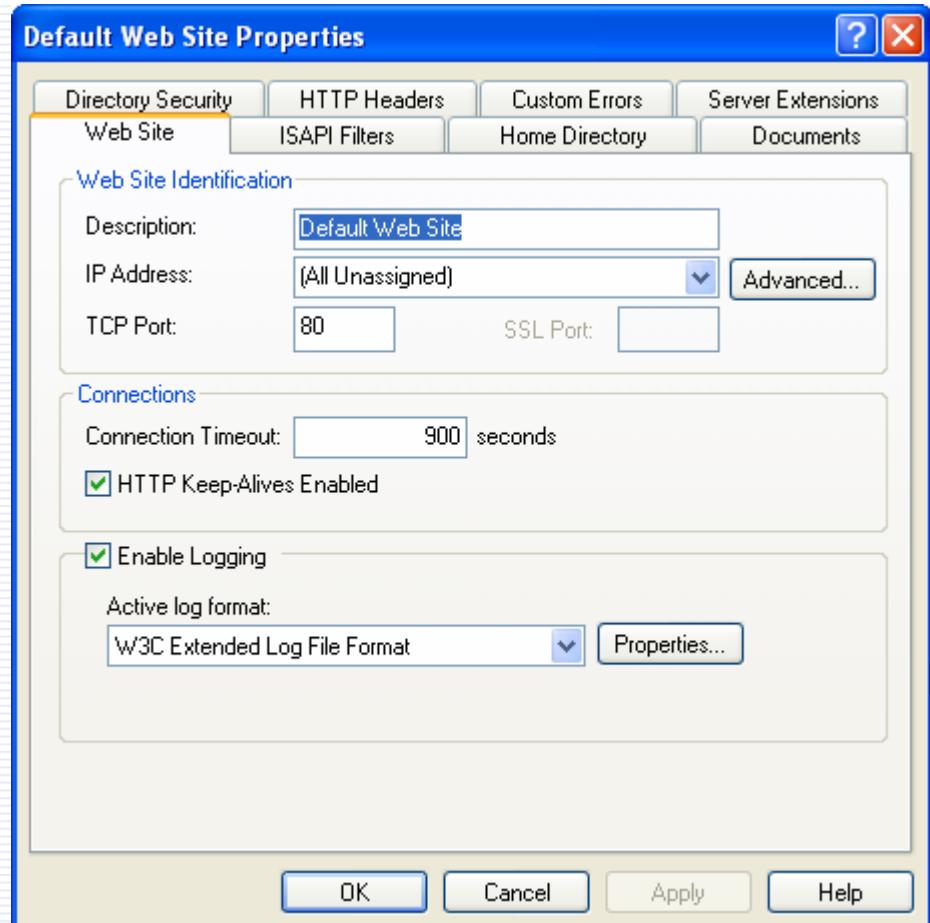 Default Web Site Properties
?
Directory Security HTTP Headers Custom Errors Server Extensions
Web Site ISAPI Filters Home Directory Documents
Web Site Identification
Description: Default Web Site
IP Address: (All Unassigned) Advanced...
TCP Port: 80 SSL Port:
Connections
Connection Timeout: 900 seconds
HTTP Keep-Alives Enabled
Enable Logging
Active log format:
W3C Extended Log File Format Properties...
OK Cancel Apply Help